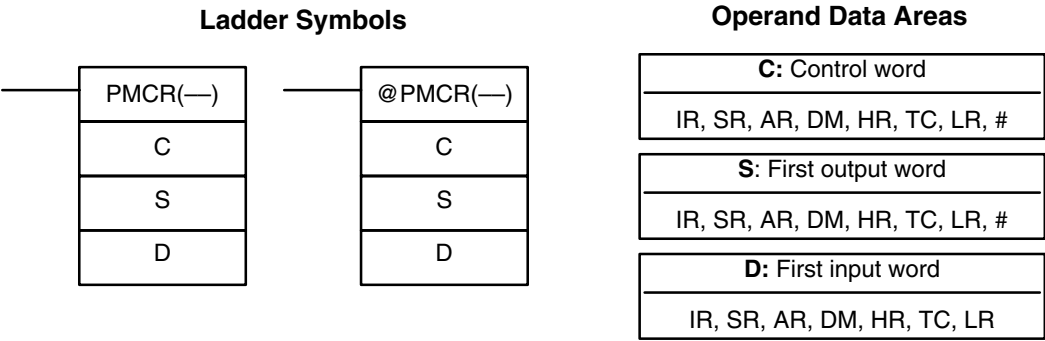 Ladder Symbols
PMCR(––)
C
S
D
@PMCR(––)
C
S
D
Operand Data Areas
C: Control word
IR, SR, AR, DM, HR, TC, LR, #
S: First output word
IR, SR, AR, DM, HR, TC, LR, #
D: First input word
IR, SR, AR, DM, HR, TC, LR